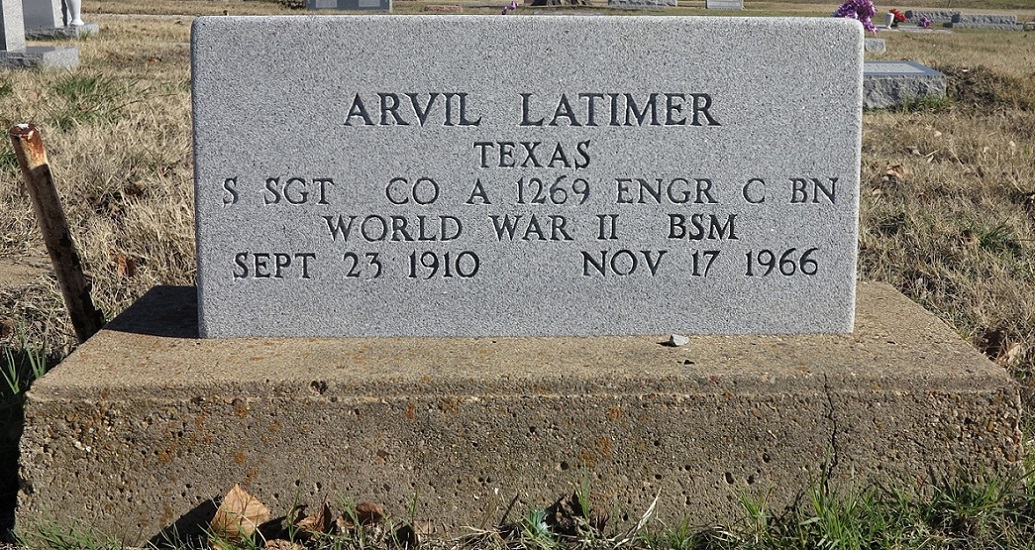 ARVIL LATIMER
TEXAS
S SGT CO A 1269 ENGR C BN
WORLD WAR II BSM
SEPT 23 1910 NOV 17 1966